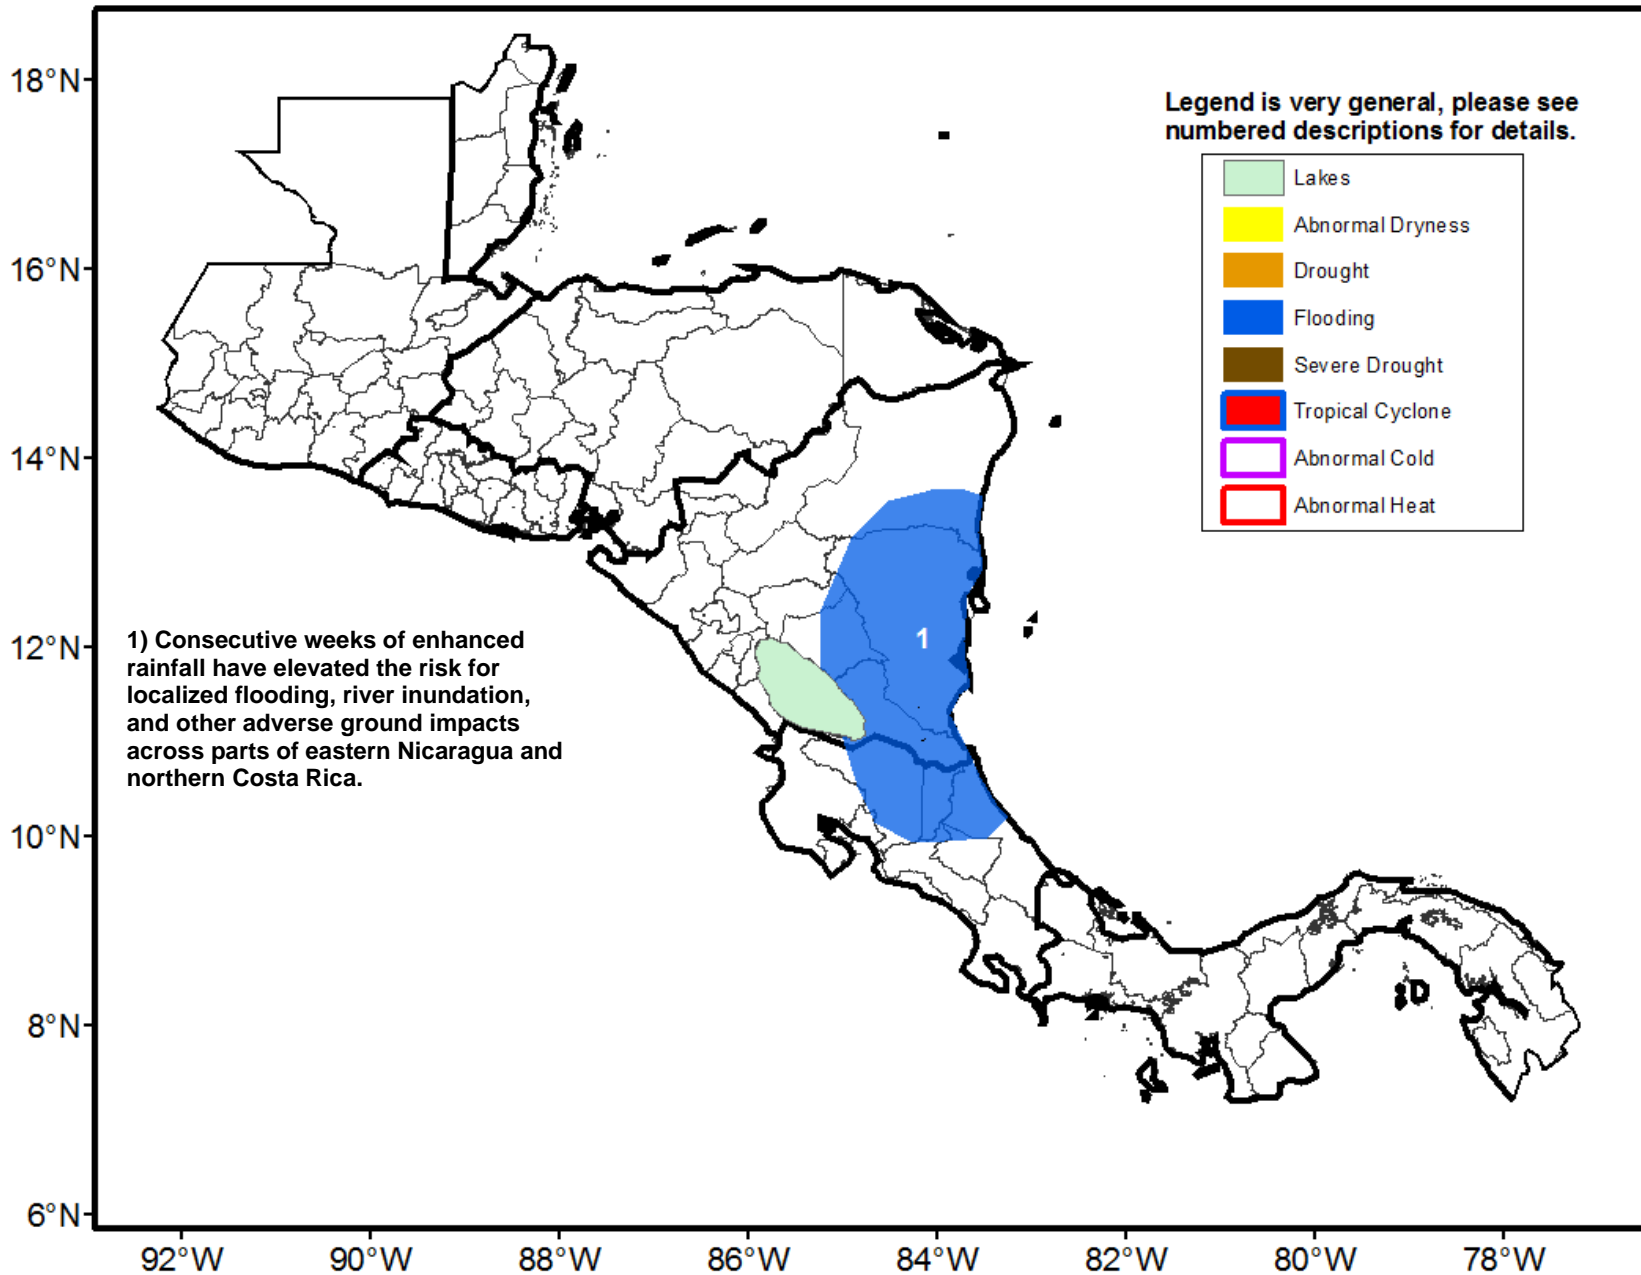 18°N
16°N
14°N
12°N
10°N
8°N
6°N
Legend is very general, please see
numbered descriptions for details.
Lakes
Abnormal Dryness
Drought
Flooding
Severe Drought
Tropical Cyclone
Abnormal Cold
Abnormal Heat
1
1) Consecutive weeks of enhanced
rainfall have elevated the risk for
localized flooding, river inundation,
and other adverse ground impacts
across parts of eastern Nicaragua and
northern Costa Rica.
92°W
90°W
88°W
86°W
84°W
82°W
80°W
78°W